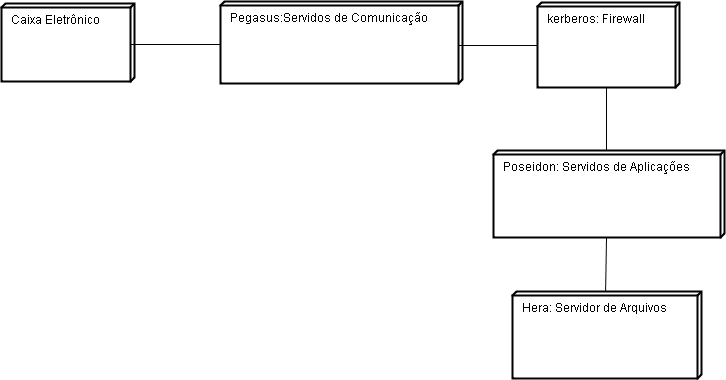 Caixa Eletrônico
Pegasus:Servidos de Comunicação
kerberos: Firewall
Poseidon: Servidos de Aplicações
Hera: Servidor de Arquivos